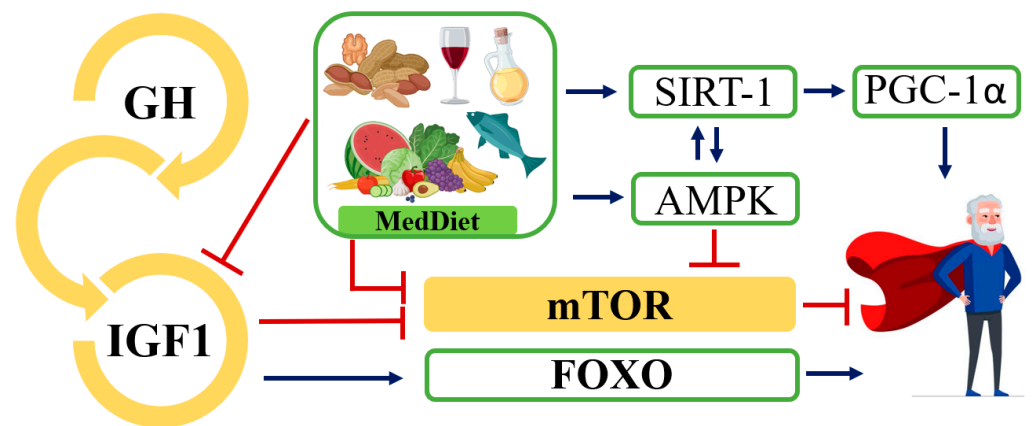 GH
IGF1
MedDiet
SIRT-1
PGC-1α
AMPK
mTOR
FOXO